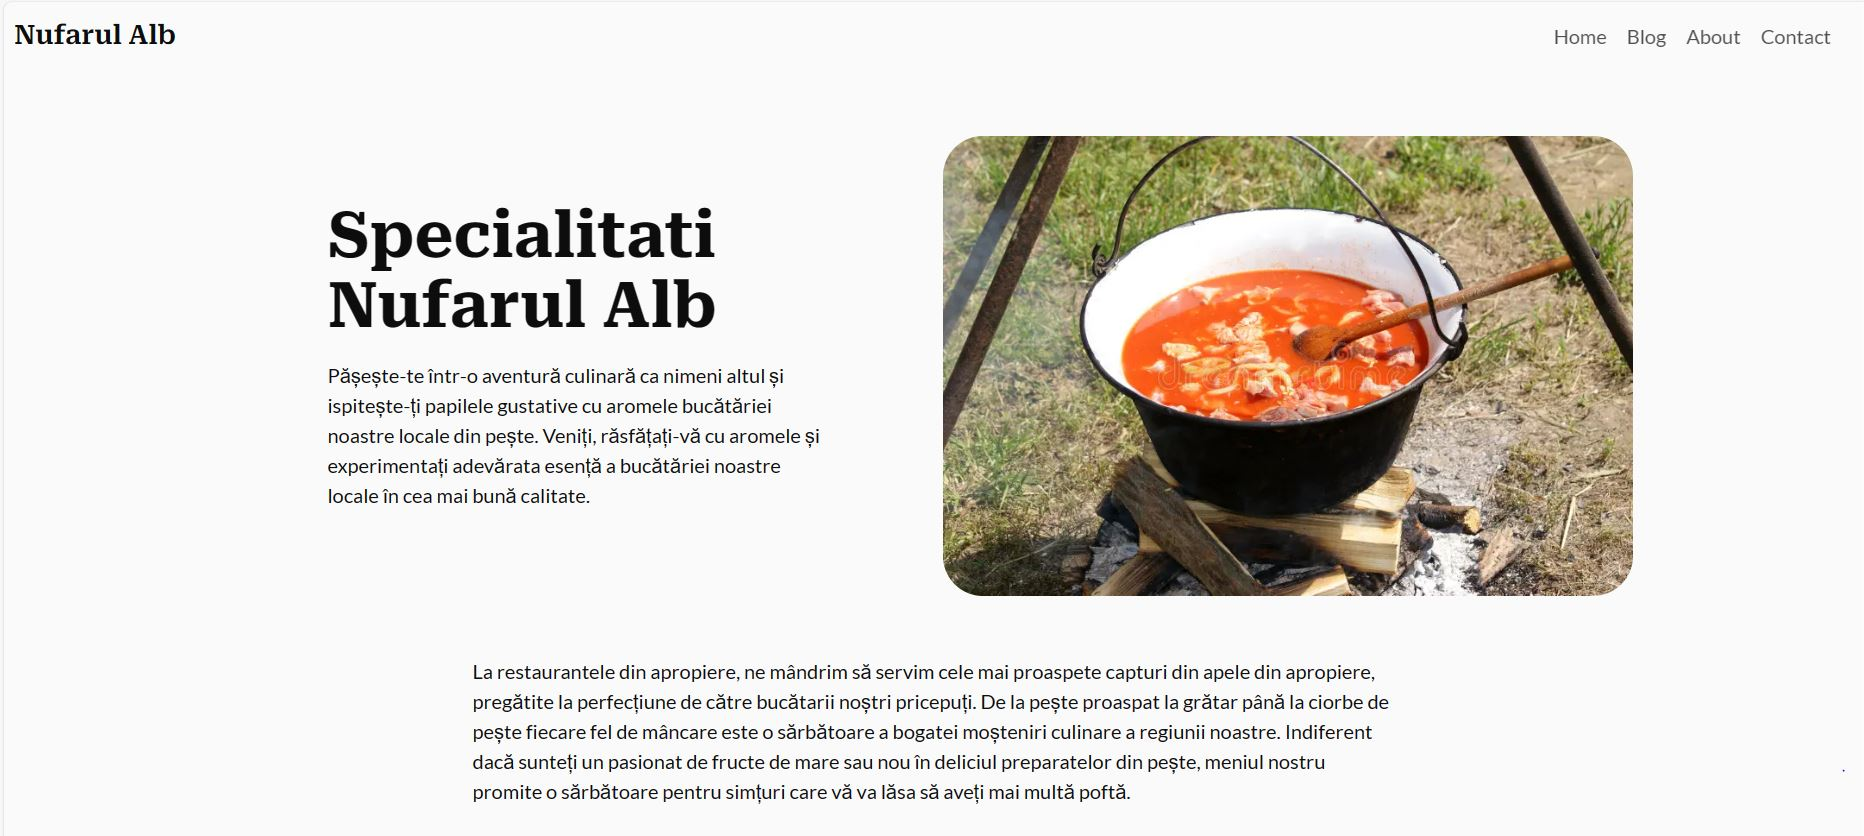 Nufarul Alb
Home Blog About Contact
Specialitati
Nufarul Alb
Pășește-te într-o aventură culinară ca nimeni altul și
ispitește-ți papilele gustative cu aromele bucătăriei
noastre locale din pește. Veniți, răsfățați-vă cu aromele și
experimentați adevărata esență a bucătăriei noastre
locale în cea mai bună calitate.
dreamstime
La restaurantele din apropiere, ne mândrim să servim cele mai proaspete capturi din apele din apropiere,
pregătite la perfecțiune de către bucătarii noștri pricepuți. De la pește proaspat la grătar până la ciorbe de
pește fiecare fel de mâncare este o sărbătoare a bogatei moșteniri culinare a regiunii noastre. Indiferent
dacă sunteți un pasionat de fructe de mare sau nou în deliciul preparatelor din pește, meniul nostru
promite o sărbătoare pentru simțuri care vă va lăsa să aveți mai multă poftă.